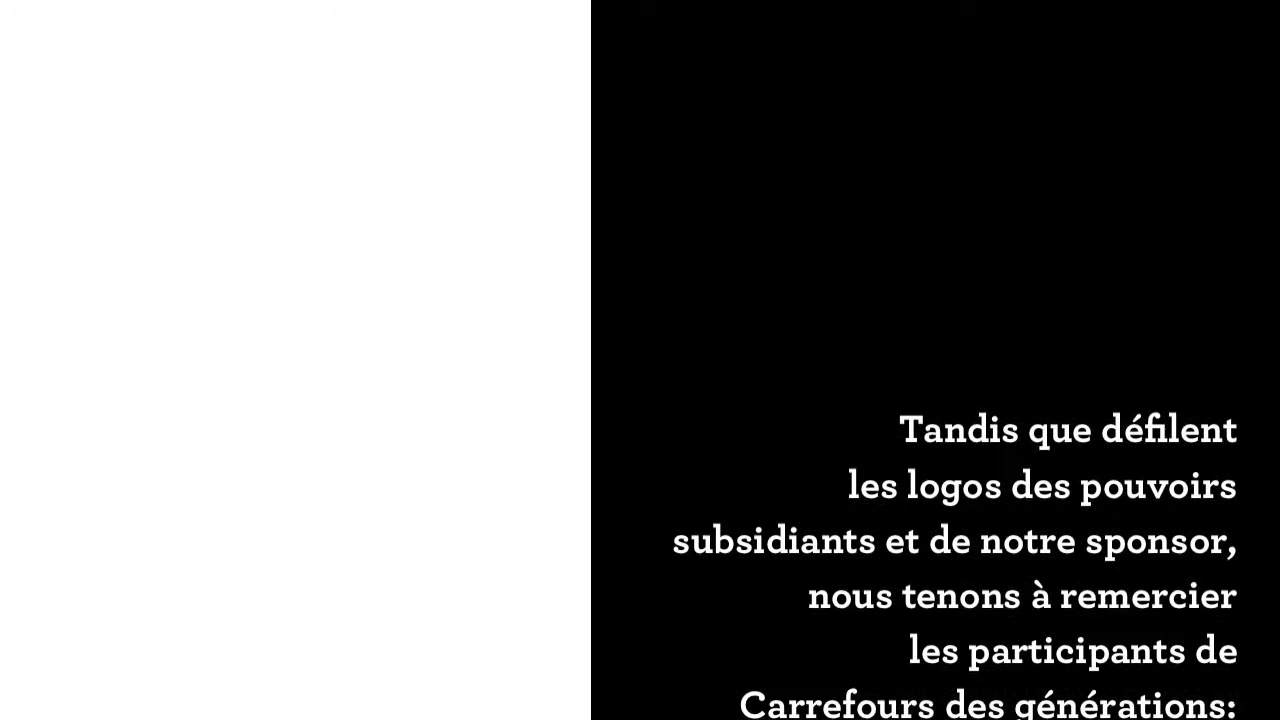 Tandis que défilent
les logos des pouvoirs
subsidiants et de notre sponsor,
nous tenons à remercier
les participants de
Carrefours des générations: